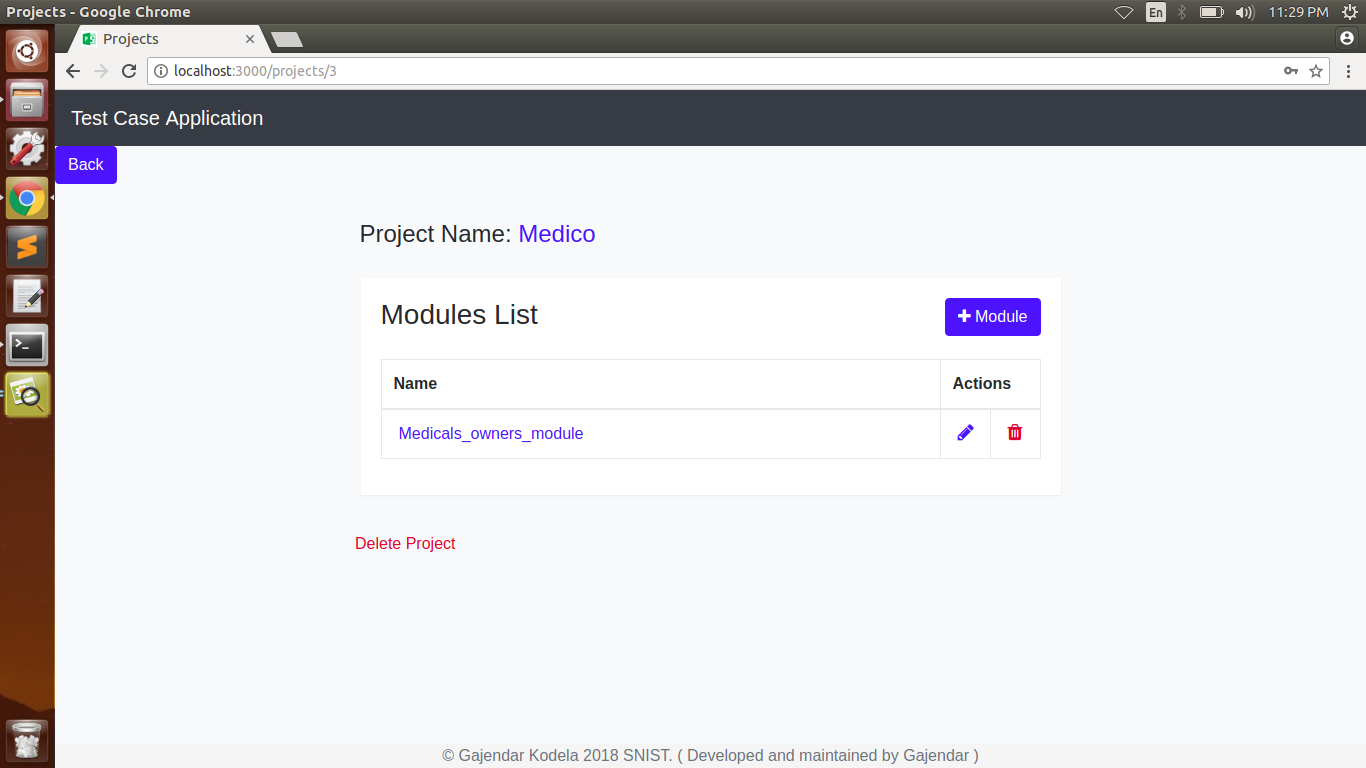 Projects - Google Chrome
En
11:29 PM
Projects
localhost:3000/projects/3
Test Case Application
Back
Project Name: Medico
Modules List
Module
Name Actions
Medicals_owners_module
Delete Project
© Gajendar Kodela 2018 SNIST. ( Developed and maintained by Gajendar )